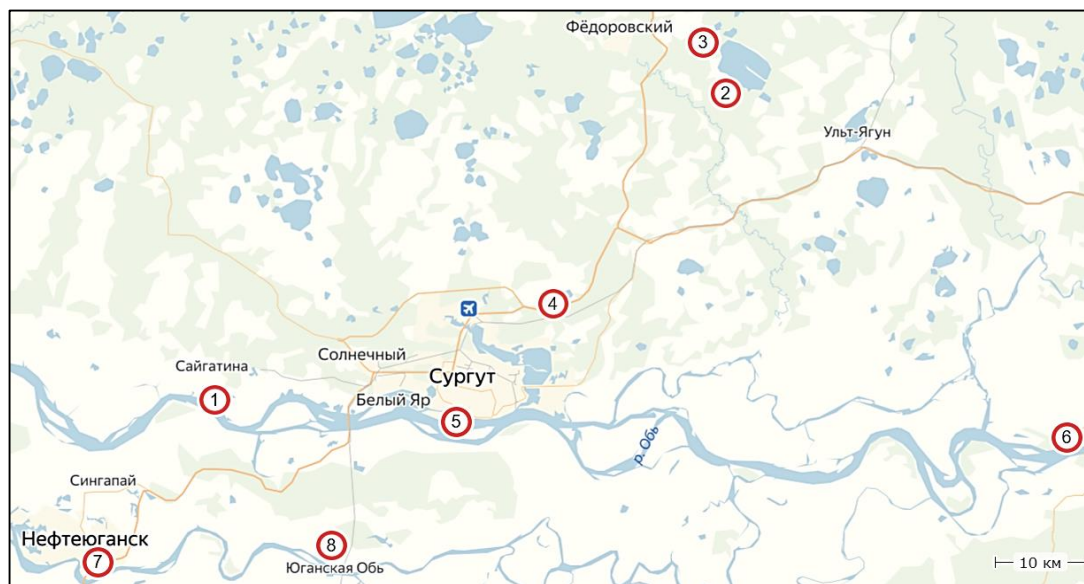 Фёдоровский
3
2
Ульт-Ягун
4
Солнечный
Сайгатина
Сургут
Белый Яр
1
5
р. Обь
6
Сингапай
Нефтеюганск
8
7
Юганская Обь
10 км